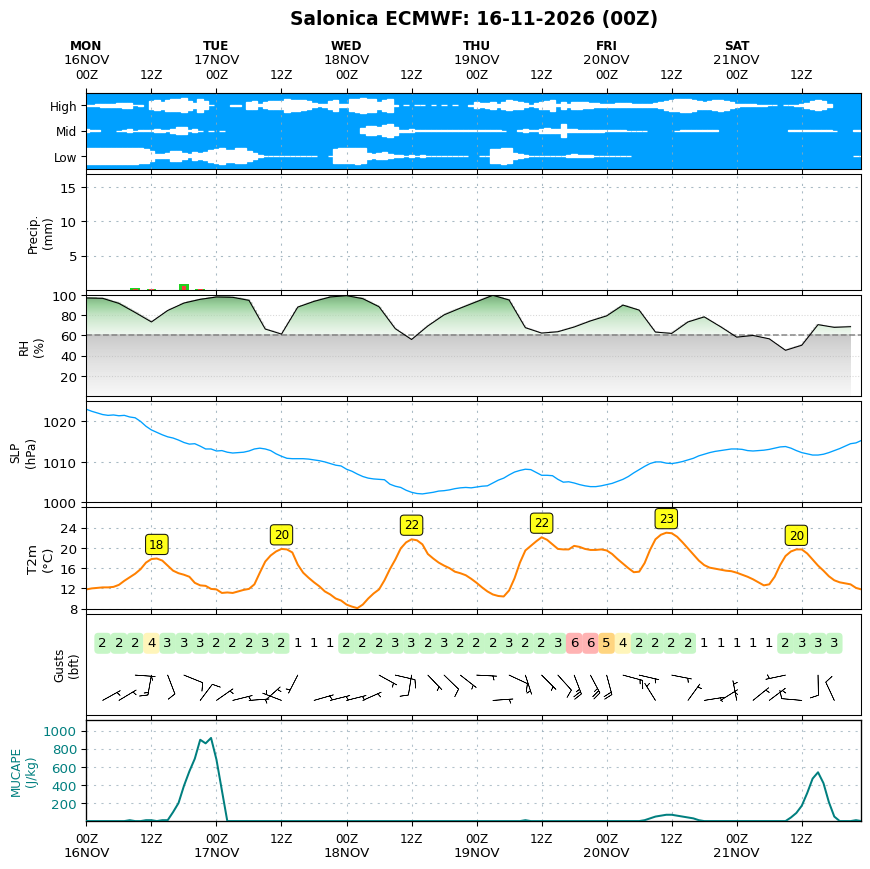 Salonica ECMWF: 16-11-2026 (00Z)
MON TUE WED THU FRI SAT
16NOV 17NOV 18NOV 19NOV 20NOV 21NOV
00Z 12Z 00Z 12Z 00Z 12Z 00Z 12Z 00Z 12Z 00Z 12Z
High
Mid
Low
Precip.
(mm)
15
10
5
RH
(%)
100
80
60
40
20
SLP
(hPa)
1020
1010
1000
T2m
(°C)
24
20
16
12
8
18 20 22 22 23 20
Gusts
(bft)
2 2 2 4 3 3 3 2 2 2 3 2 1 1 1 2 2 2 3 3 2 3 2 2 2 2 3 2 2 3 6 6 5 4 2 2 2 2 1 1 1 1 1 2 3 3 3
MUCAPE
(J/kg)
1000
800
600
400
200
00Z 12Z 00Z 12Z 00Z 12Z 00Z 12Z 00Z 12Z 00Z 12Z
16NOV 17NOV 18NOV 19NOV 20NOV 21NOV